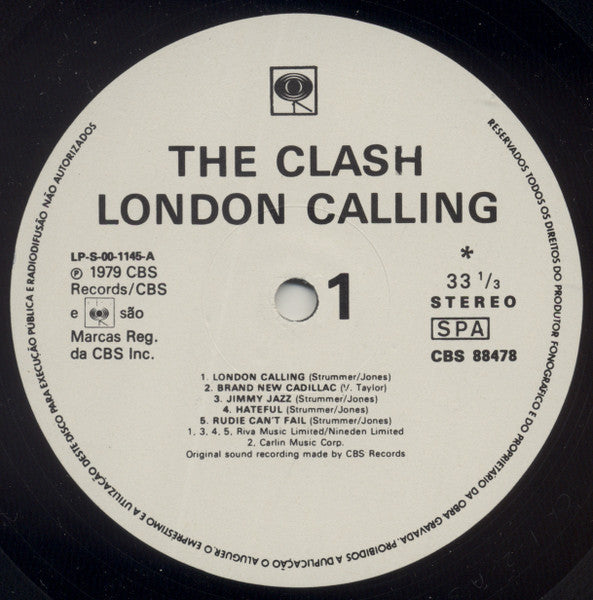 THE CLASH
LONDON CALLING
LP-S-00-1145-A
℗ 1979 CBS
Records/CBS
e são
Marcas Reg.
da CBS Inc.
1
*
33 1/3
STEREO
SPA
CBS 88478
1. LONDON CALLING (Strummer/Jones)
2. BRAND NEW CADILLAC (V. Taylor)
3. JIMMY JAZZ (Strummer/Jones)
4. HATEFUL (Strummer/Jones)
5. RUDIE CAN'T FAIL (Strummer/Jones)
1, 3, 4, 5, Riva Music Limited/Nineden Limited
2. Carlin Music Corp.
Original sound recording made by CBS Records
RESERVADOS TODOS OS DIREITOS DO PRODUTOR FONOGRÁFICO E DO PROPRIETÁRIO DA OBRA GRAVADA. PROIBIDOS A DUPLICAÇÃO O ALUGUER O EMPRÉSTIMO E A UTILIZAÇÃO DESTE DISCO PARA EXECUÇÃO PÚBLICA E RADIODIFUSÃO NÃO AUTORIZADOS